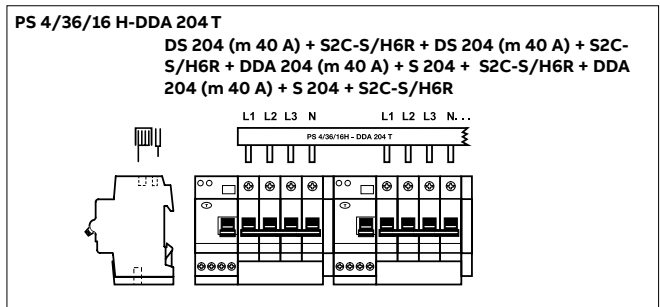 PS 4/36/16 H-DDA 204 T
DS 204 (m 40 A) + S2C-S/H6R + DS 204 (m 40 A) + S2C-
S/H6R + DDA 204 (m 40 A) + S 204 + S2C-S/H6R + DDA
204 (m 40 A) + S 204 + S2C-S/H6R
L1 L2 L3 N L1 L2 L3 N...
PS 4/36/16H – DDA 204 T
T T